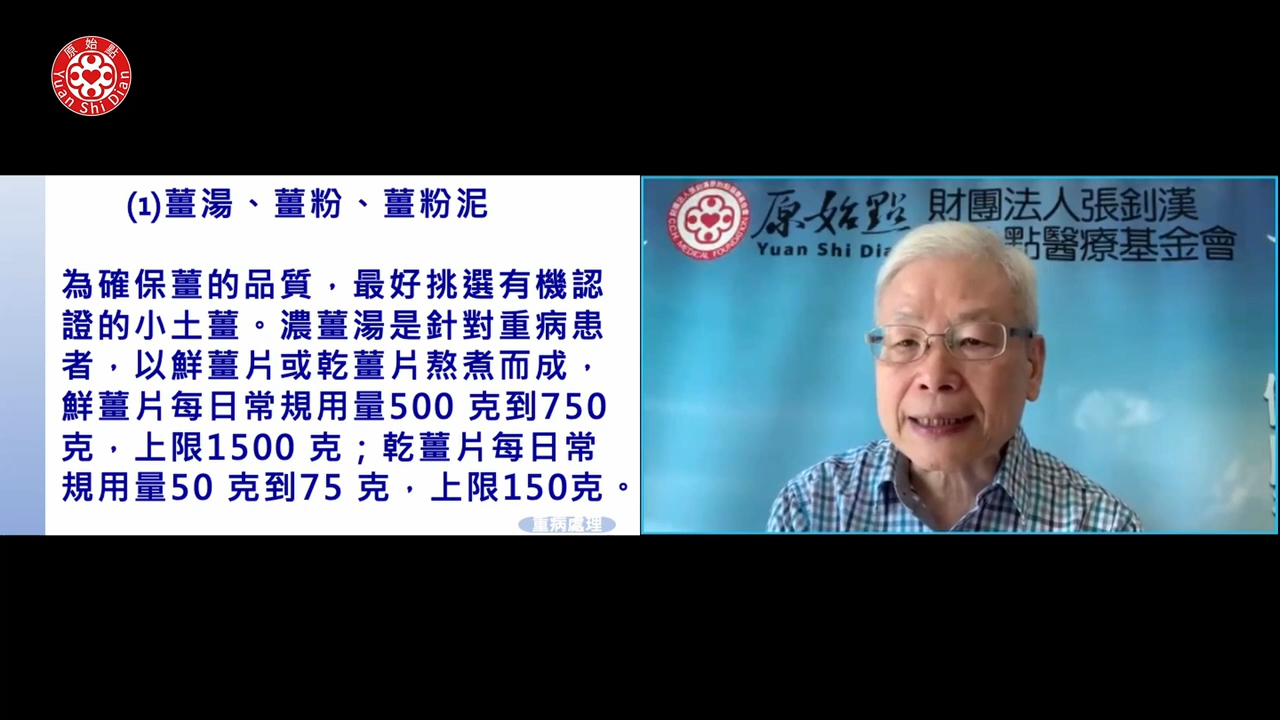 原始點
Yuan Shi Dian
(1)薑湯、薑粉、薑粉泥
為確保薑的品質，最好挑選有機認
證的小土薑。濃薑湯是針對重病患
者，以鮮薑片或乾薑片熬煮而成，
鮮薑片每日常規用量500 克到750
克，上限1500 克；乾薑片每日常
規用量50 克到75 克，上限150克。
重病處理
原始點
Yuan Shi Dia
財團法人張釗漢
點醫療基金會